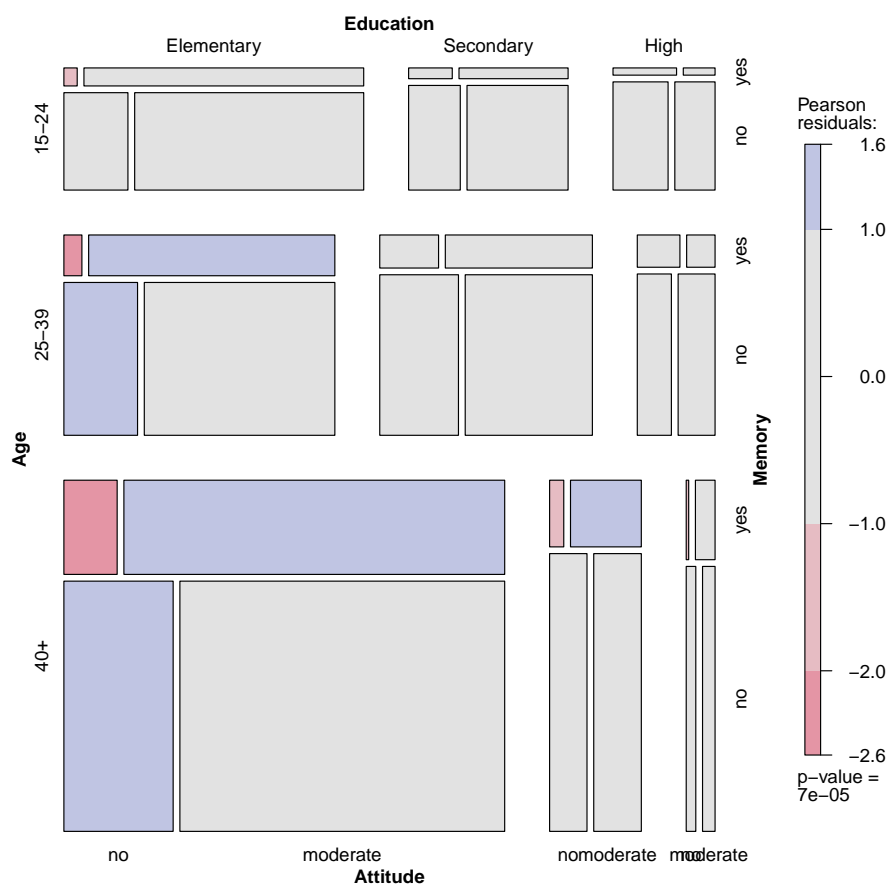 Education
Elementary Secondary High
Age
15−24
25−39
40+
yes
no
yes
no
yes
no
Memory
no moderate nomoderate nomoderate
Attitude
Pearson
residuals:
1.6
1.0
0.0
−1.0
−2.0
−2.6
p−value =
7e−05